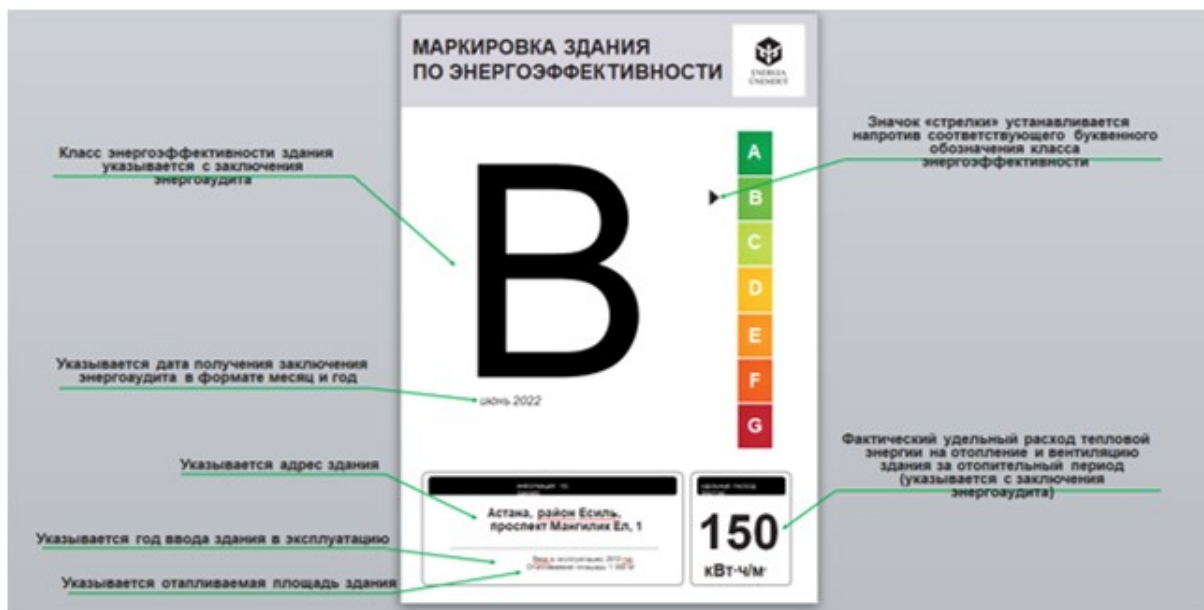 МАРКИРОВКА ЗДАНИЯ
ПО ЭНЕРГОЭФФЕКТИВНОСТИ
ENERGIA
ÚNEMDEÝ
Класс энергоэффективности здания
указывается с заключения
энергоаудита
Значок «стрелки» устанавливается
напротив соответствующего буквенного
обозначения класса
энергоэффективности
B
A
B
C
D
E
F
G
Указывается дата получения заключения
энергоаудита в формате месяц и год
июнь 2022
Указывается адрес здания
Фактический удельный расход тепловой
энергии на отопление и вентиляцию
здания за отопительный период
(указывается с заключения
энергоаудита)
Астана, район Есиль,
проспект Мангилик Ел, 1
150
кВт·ч/м
Указывается год ввода здания в эксплуатацию
Указывается отапливаемая площадь здания